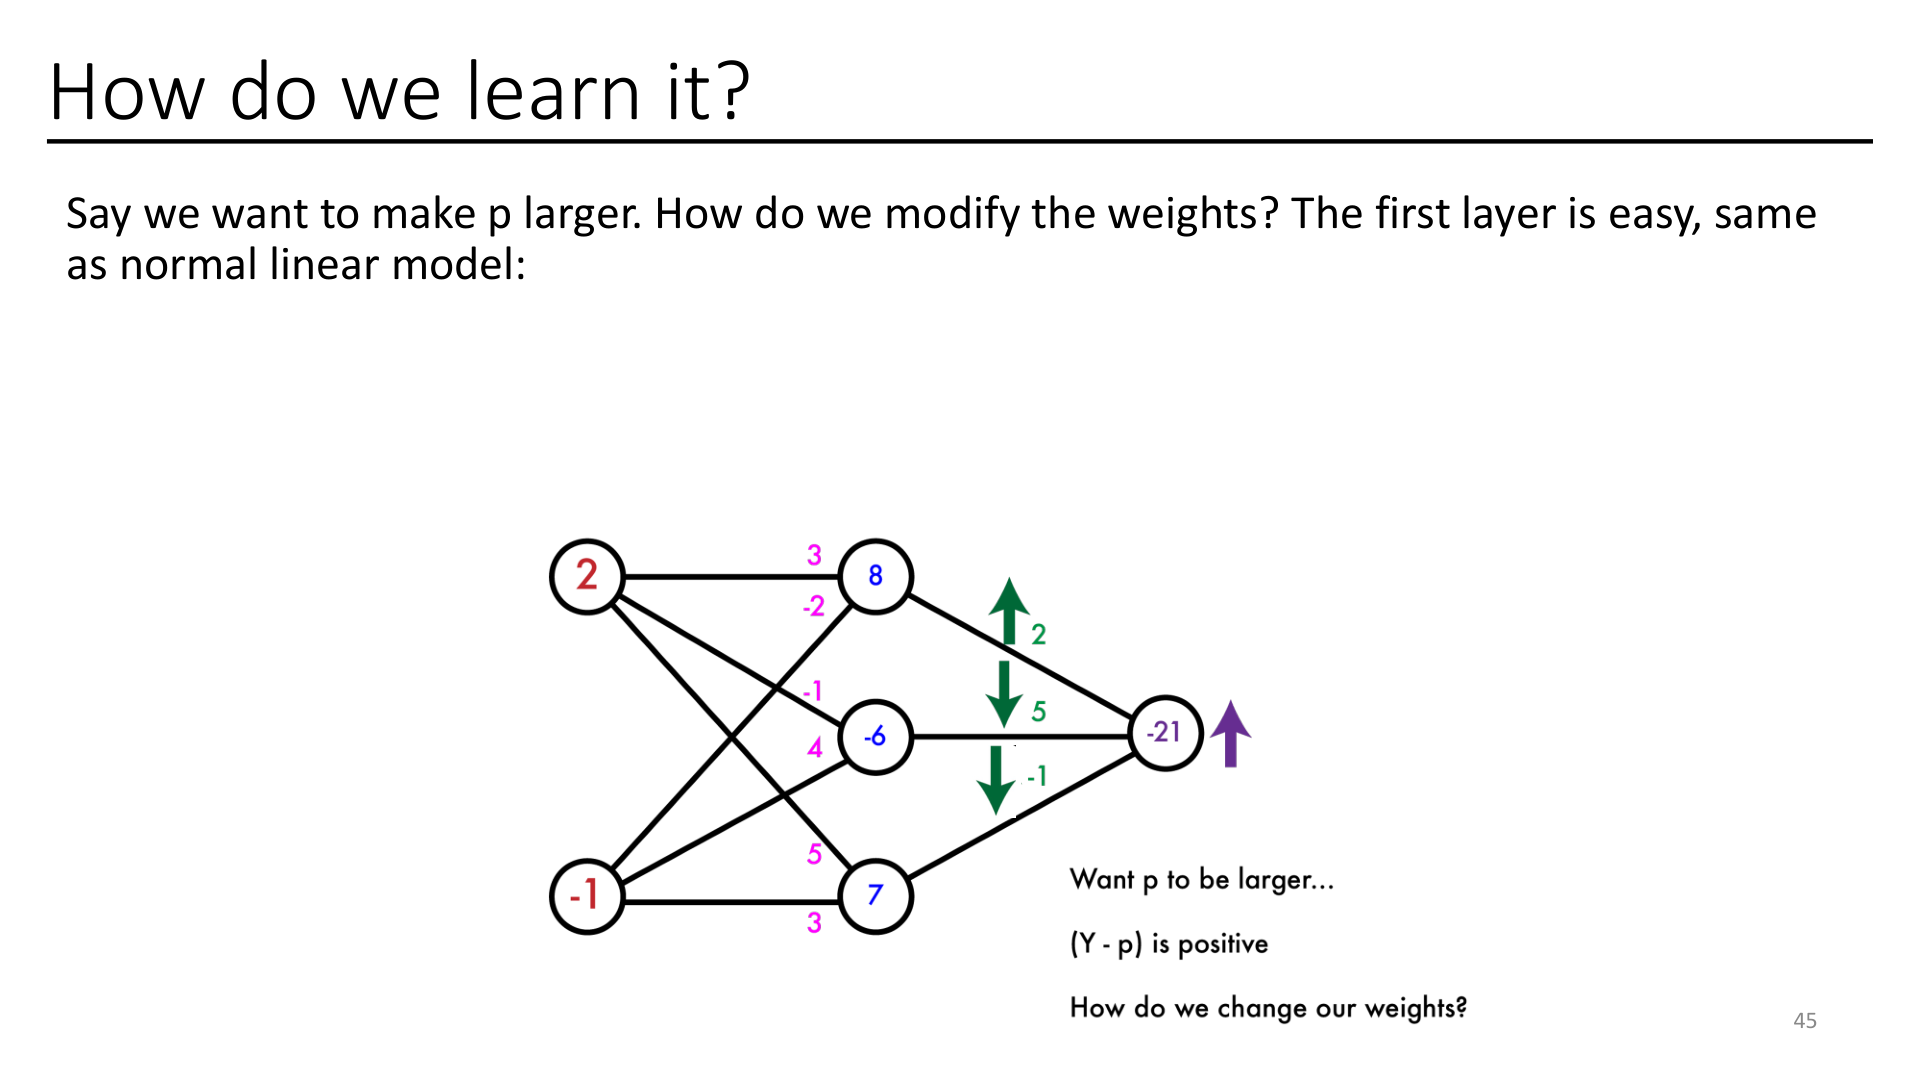 How do we learn it?
Say we want to make p larger. How do we modify the weights? The first layer is easy, same
as normal linear model:
2
3
8
-2
2
-1
5
-6
-21
4
-1
5
-1
7
3
Want p to be larger...
(Y - p) is positive
How do we change our weights?
45